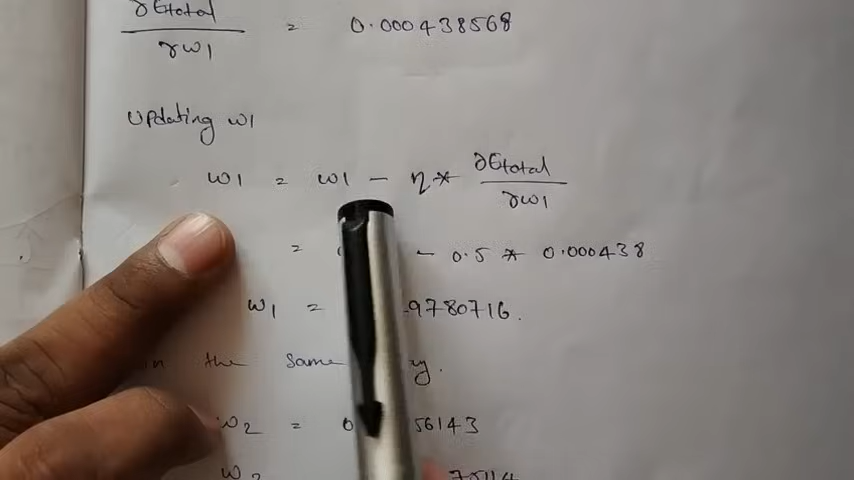 ∂Etotal / ∂w1 = 0.000438568
Updating w1
w1 = w1 - η * ∂Etotal / ∂w1
= - 0.5 * 0.000438
w1 = 9780716.
the same
w2 = 0 56143